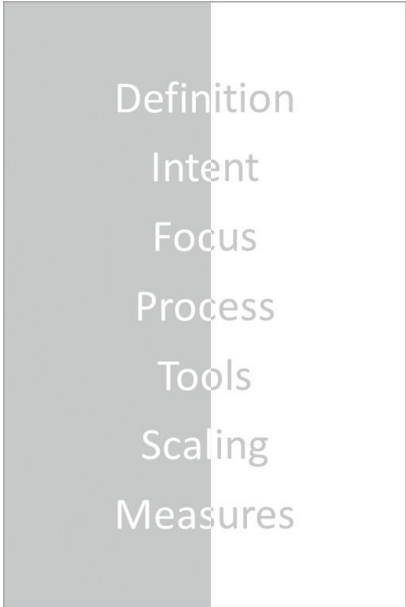 Definition
Intent
Focus
Process
Tools
Scaling
Measures